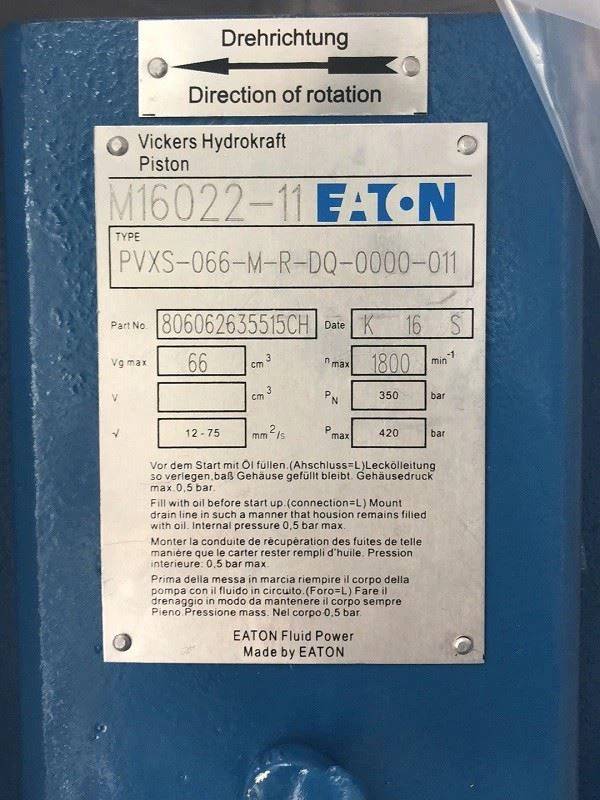 Drehrichtung
Direction of rotation
Vickers Hydrokraft
Piston
M16022-11 EATON
TYPE
PVXS-066-M-R-DQ-0000-011
Part No. 806062635515CH Date K 16 S
Vg max 66 cm³ n max 1800 min⁻¹
V cm³ PN 350 bar
√ 12-75 mm²/s Pmax 420 bar
Vor dem Start mit Öl füllen.(Ahschluss=L)Leckölleitung
so verlegen,baß Gehäuse gefüllt bleibt. Gehäusedruck
max.0,5 bar.
Fill with oil before start up.(connection=L) Mount
drain line in such a manner that housion remains filled
with oil. Internal pressure 0,5 bar max.
Monter la conduite de récupération des fuites de telle
manière que le carter rester rempli d'huile. Pression
interieure: 0,5 bar max.
Prima della messa in marcia riempire il corpo della
pompa con il fluido in circuito.(Foro=L) Fare il
drenaggio in modo da mantenere il corpo sempre
Pieno.Pressione mass. Nel corpo 0,5 bar.
EATON Fluid Power
Made by EATON